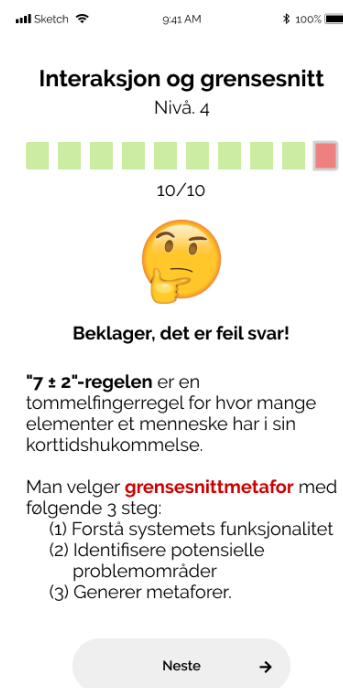 Sketch 9:41 AM 100%
Interaksjon og grensesnitt
Nivå. 4
10/10
Beklager, det er feil svar!
"7 ± 2"-regelen er en
tommelfingerregel for hvor mange
elementer et menneske har i sin
korttidshukommelse.
Man velger grensesnittmetafor med
følgende 3 steg:
(1) Forstå systemets funksjonalitet
(2) Identifisere potensielle
problemområder
(3) Generer metaforer.
Neste